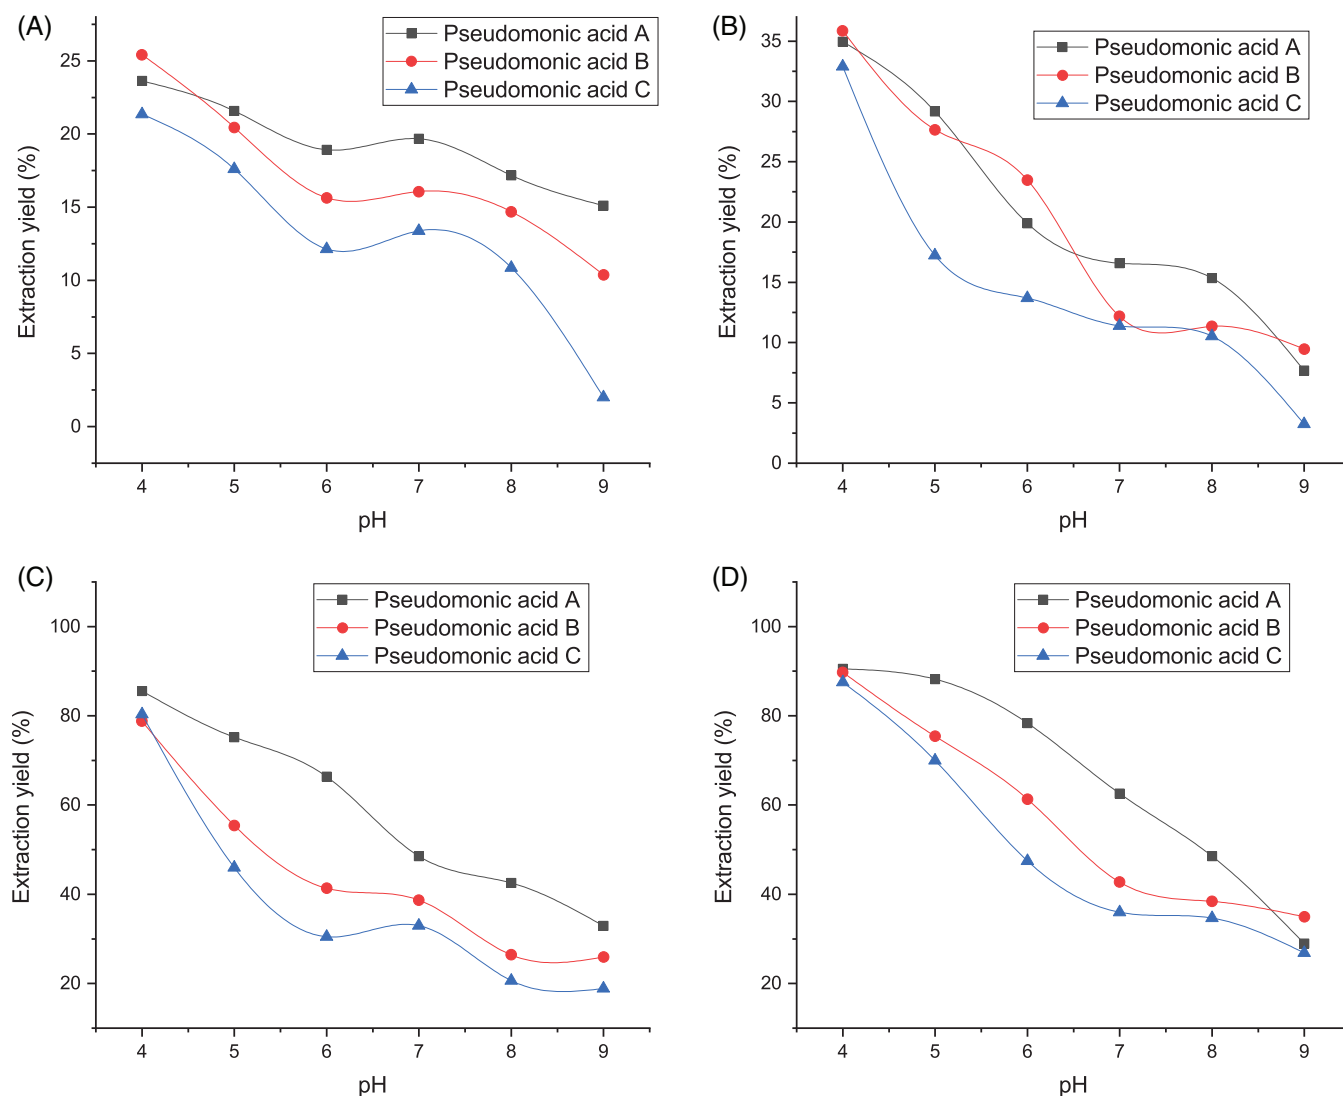 (A)
Pseudomonic acid A
Pseudomonic acid B
Pseudomonic acid C
Extraction yield (%)
25
20
15
10
5
0
4 5 6 7 8 9
pH
(B)
Pseudomonic acid A
Pseudomonic acid B
Pseudomonic acid C
Extraction yield (%)
35
30
25
20
15
10
5
0
4 5 6 7 8 9
pH
(C)
Pseudomonic acid A
Pseudomonic acid B
Pseudomonic acid C
Extraction yield (%)
100
80
60
40
20
4 5 6 7 8 9
pH
(D)
Pseudomonic acid A
Pseudomonic acid B
Pseudomonic acid C
Extraction yield (%)
100
80
60
40
20
4 5 6 7 8 9
pH